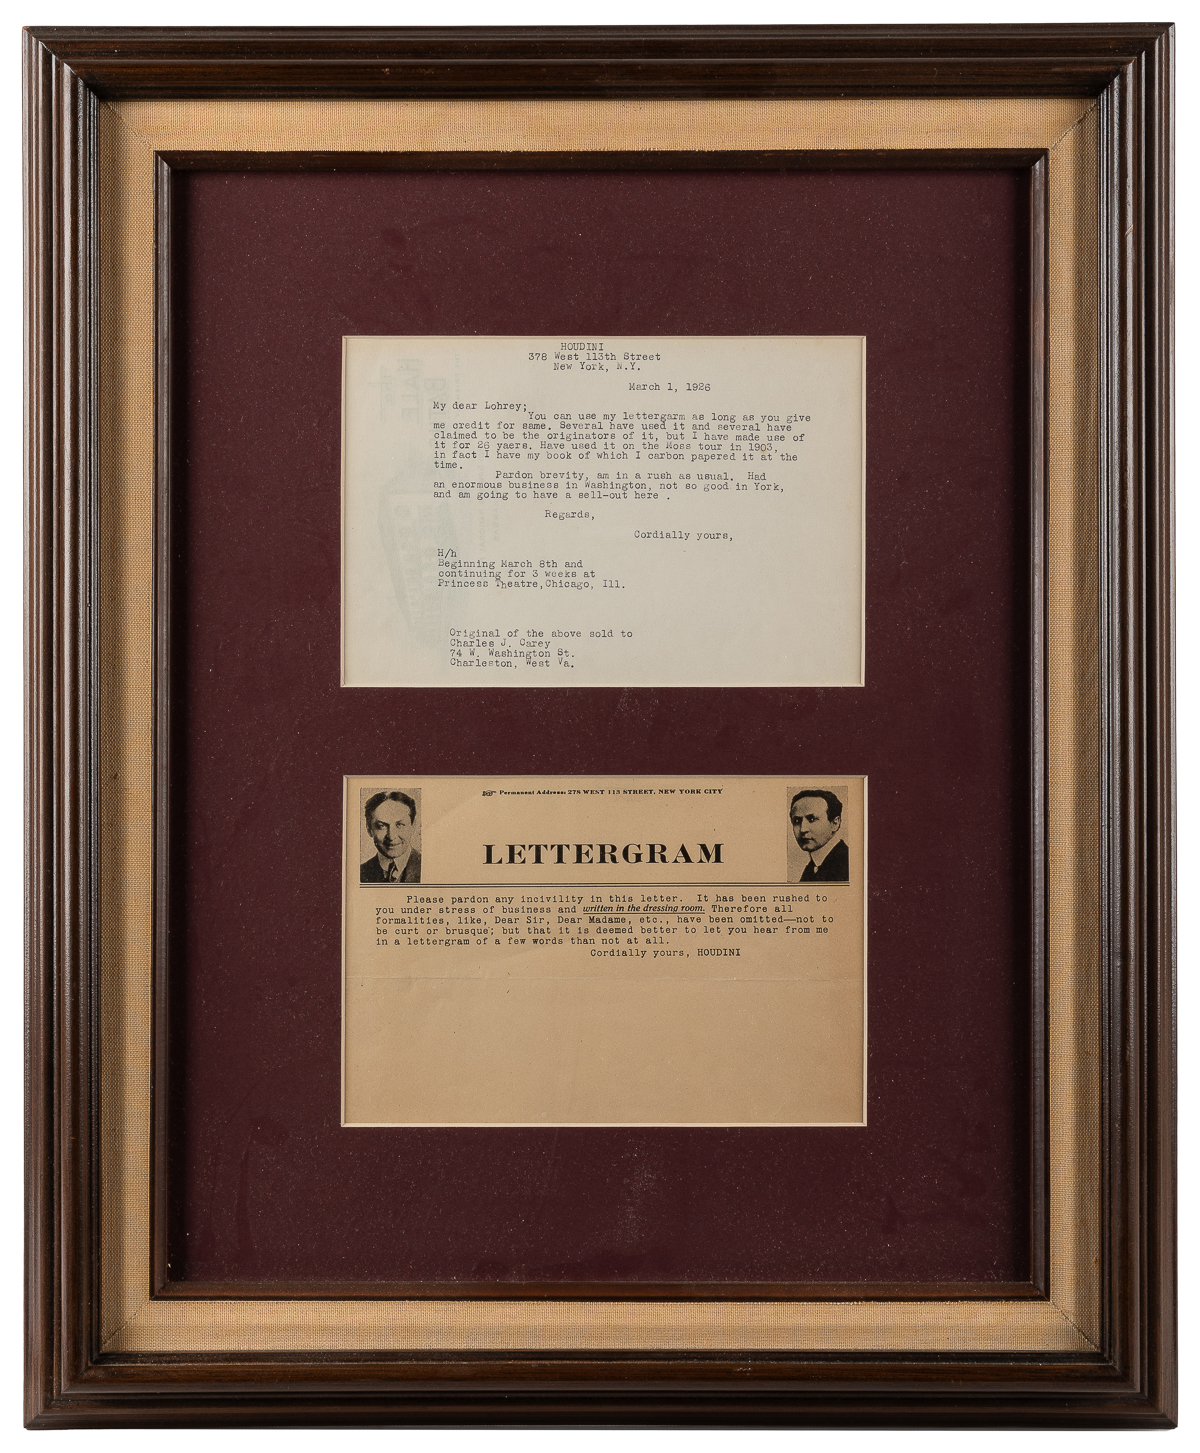 HOUDINI
378 West 113th Street
New York, N.Y.
March 1, 1926
My dear Lohrey;
You can use my lettergarm as long as you give
me credit for same. Several have used it and several have
claimed to be the originators of it, but I have made use of
it for 26 yaers. Have used it on the Moss tour in 1903,
in fact I have my book of which I carbon papered it at the
time.
Pardon brevity, am in a rush as usual. Had
an enormous business in Washington, not so good in York,
and am going to have a sell-out here .
Regards,
Cordially yours,
H/h
Beginning March 8th and
continuing for 3 weeks at
Princess Theatre, Chicago, Ill.
Original of the above sold to
Charles J. Carey
74 W. Washington St.
Charleston, West Va.
Permanent Address: 278 WEST 113 STREET, NEW YORK CITY
LETTERGRAM
Please pardon any incivility in this letter. It has been rushed to
you under stress of business and written in the dressing room. Therefore all
formalities, like, Dear Sir, Dear Madame, etc., have been omitted—not to
be curt or brusque; but that it is deemed better to let you hear from me
in a lettergram of a few words than not at all.
Cordially yours, HOUDINI